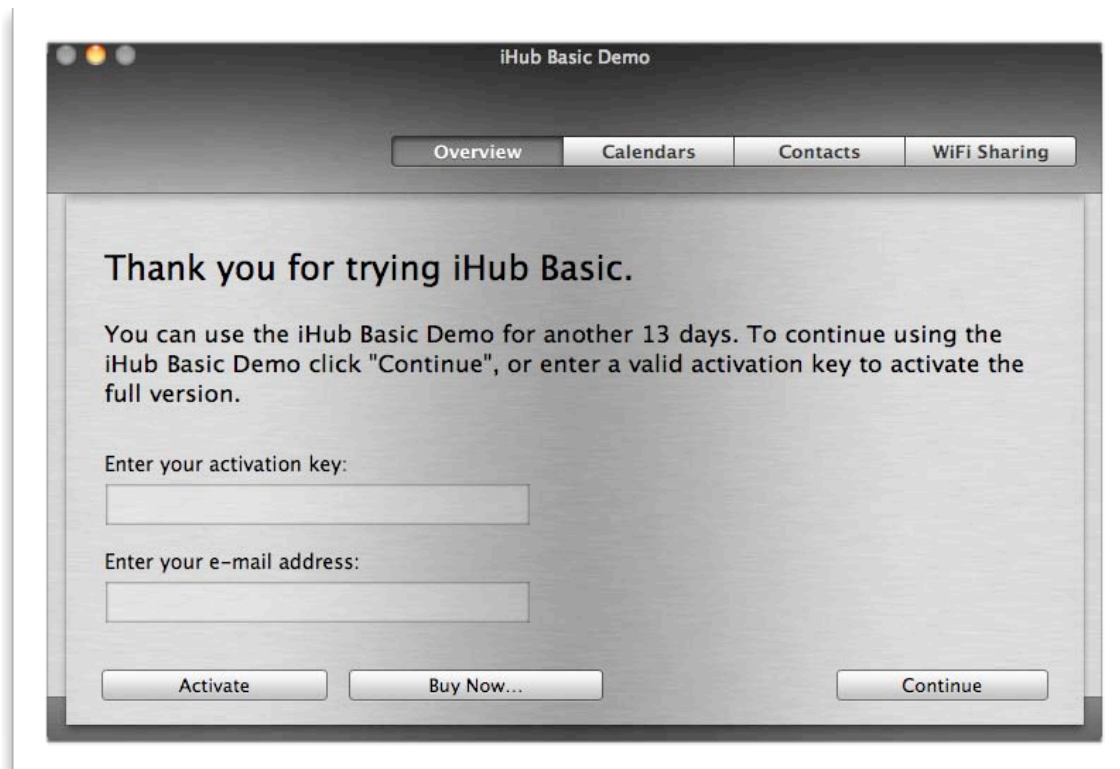 iHub Basic Demo
Overview Calendars Contacts WiFi Sharing
Thank you for trying iHub Basic.
You can use the iHub Basic Demo for another 13 days. To continue using the
iHub Basic Demo click "Continue", or enter a valid activation key to activate the
full version.
Enter your activation key:
Enter your e-mail address:
Activate Buy Now... Continue